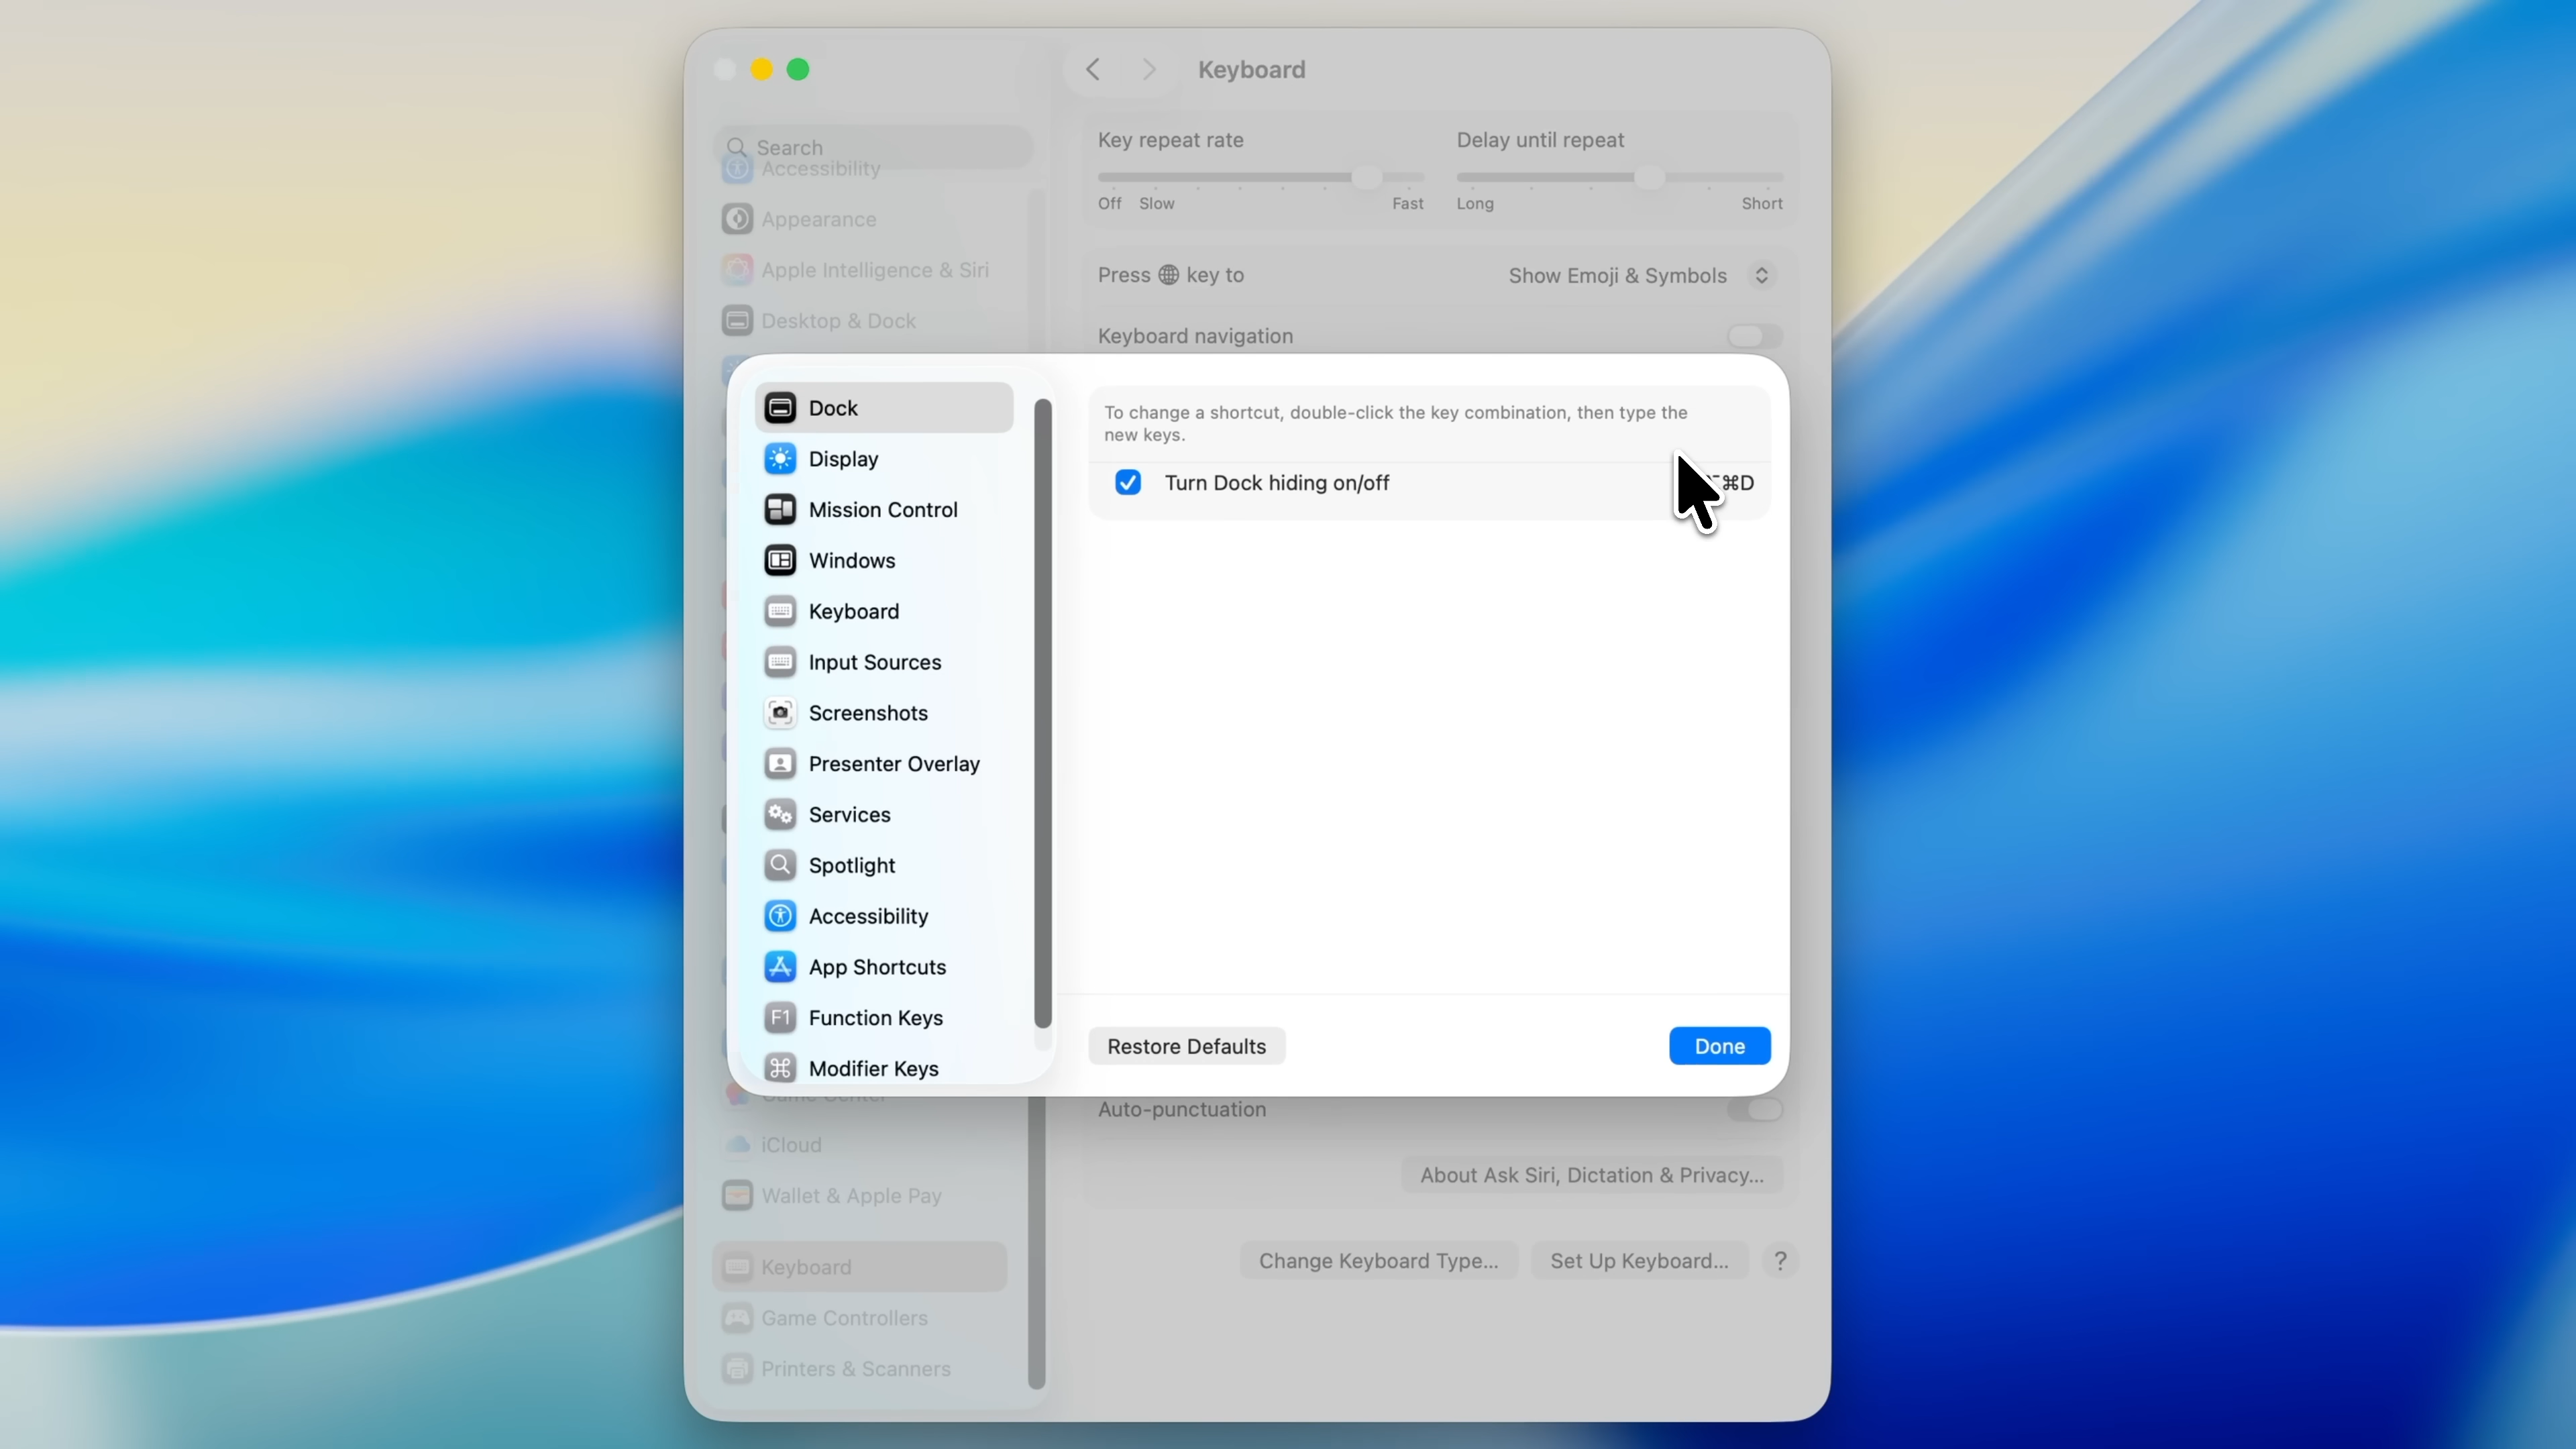 Keyboard
Search
Accessibility
Appearance
Apple Intelligence & Siri
Desktop & Dock
Key repeat rate
Delay until repeat
Off Slow Fast
Long Short
Press key to Show Emoji & Symbols
Keyboard navigation
Dock
Display
Mission Control
Windows
Keyboard
Input Sources
Screenshots
Presenter Overlay
Services
Spotlight
Accessibility
App Shortcuts
F1 Function Keys
Modifier Keys
To change a shortcut, double-click the key combination, then type the
new keys.
Turn Dock hiding on/off ⌘D
Restore Defaults
Done
Game Center
iCloud
Wallet & Apple Pay
Keyboard
Game Controllers
Printers & Scanners
Auto-punctuation
About Ask Siri, Dictation & Privacy...
Change Keyboard Type...
Set Up Keyboard...
?